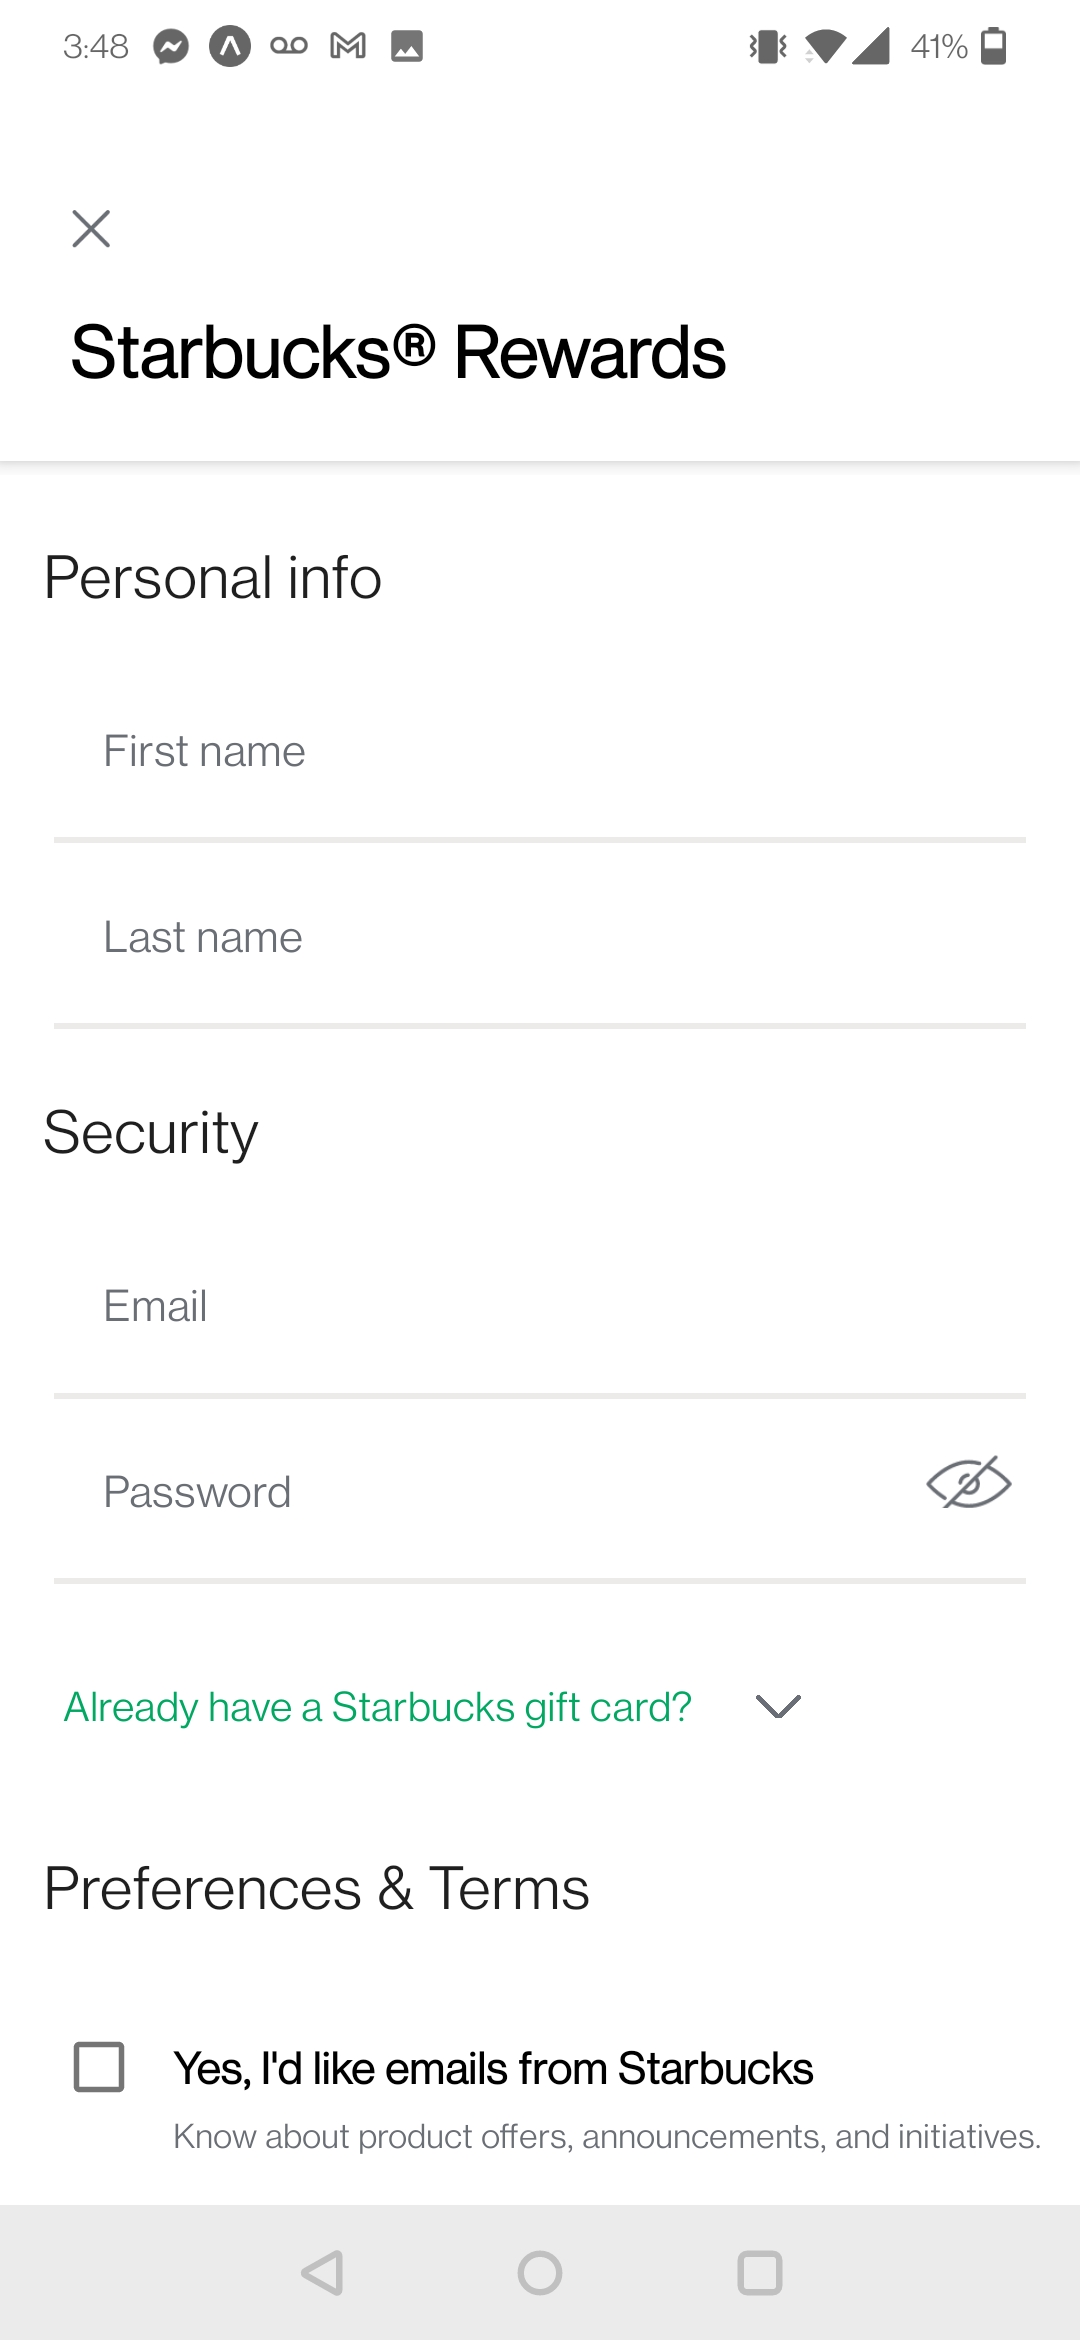 3:48
41%
Starbucks® Rewards
Personal info
First name
Last name
Security
Email
Password
Already have a Starbucks gift card?
Preferences & Terms
Yes, I'd like emails from Starbucks
Know about product offers, announcements, and initiatives.